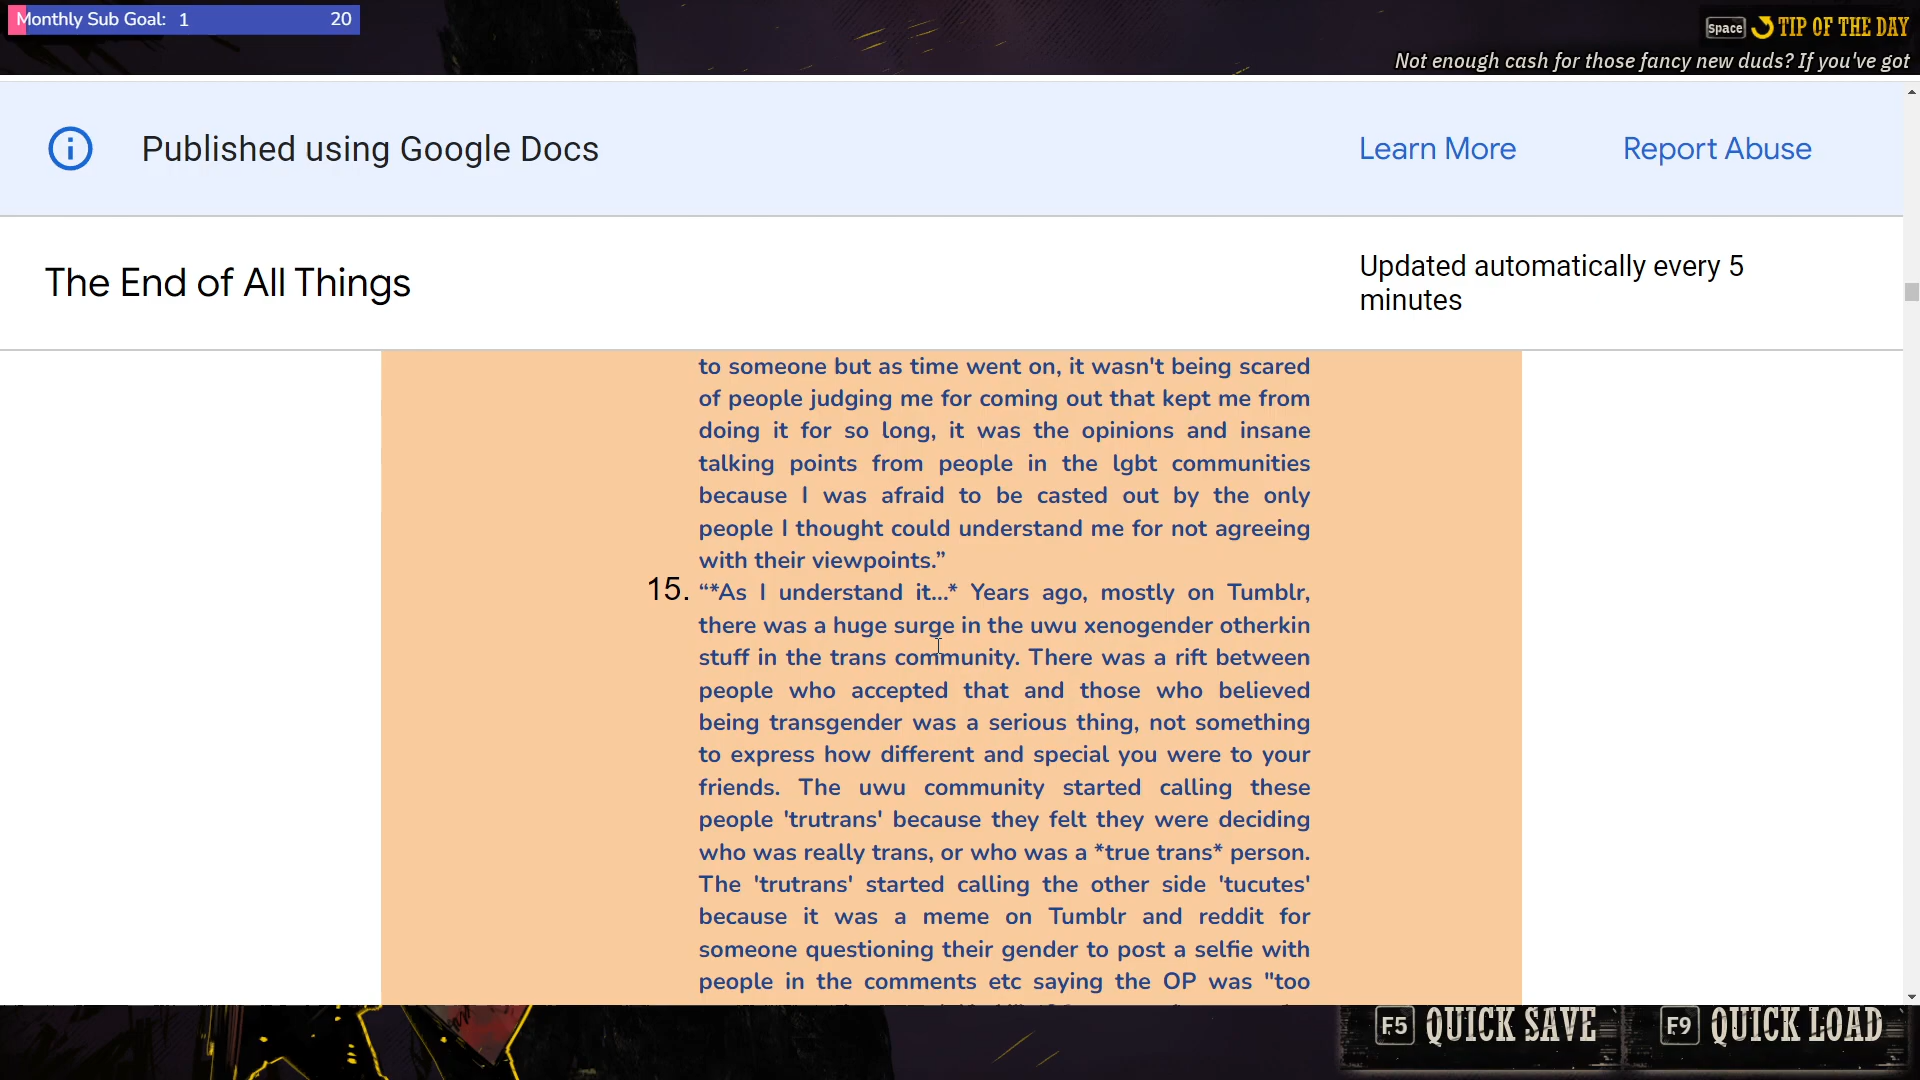 Monthly Sub Goal: 1 20
Space TIP OF THE DAY
Not enough cash for those fancy new duds? If you've got
Published using Google Docs
Learn More
Report Abuse
The End of All Things
Updated automatically every 5
minutes
to someone but as time went on, it wasn't being scared
of people judging me for coming out that kept me from
doing it for so long, it was the opinions and insane
talking points from people in the lgbt communities
because I was afraid to be casted out by the only
people I thought could understand me for not agreeing
with their viewpoints.”
15. “*As I understand it...* Years ago, mostly on Tumblr,
there was a huge surge in the uwu xenogender otherkin
stuff in the trans community. There was a rift between
people who accepted that and those who believed
being transgender was a serious thing, not something
to express how different and special you were to your
friends. The uwu community started calling these
people 'trutrans' because they felt they were deciding
who was really trans, or who was a *true trans* person.
The 'trutrans' started calling the other side 'tucutes'
because it was a meme on Tumblr and reddit for
someone questioning their gender to post a selfie with
people in the comments etc saying the OP was "too
F5 QUICK SAVE
F9 QUICK LOAD